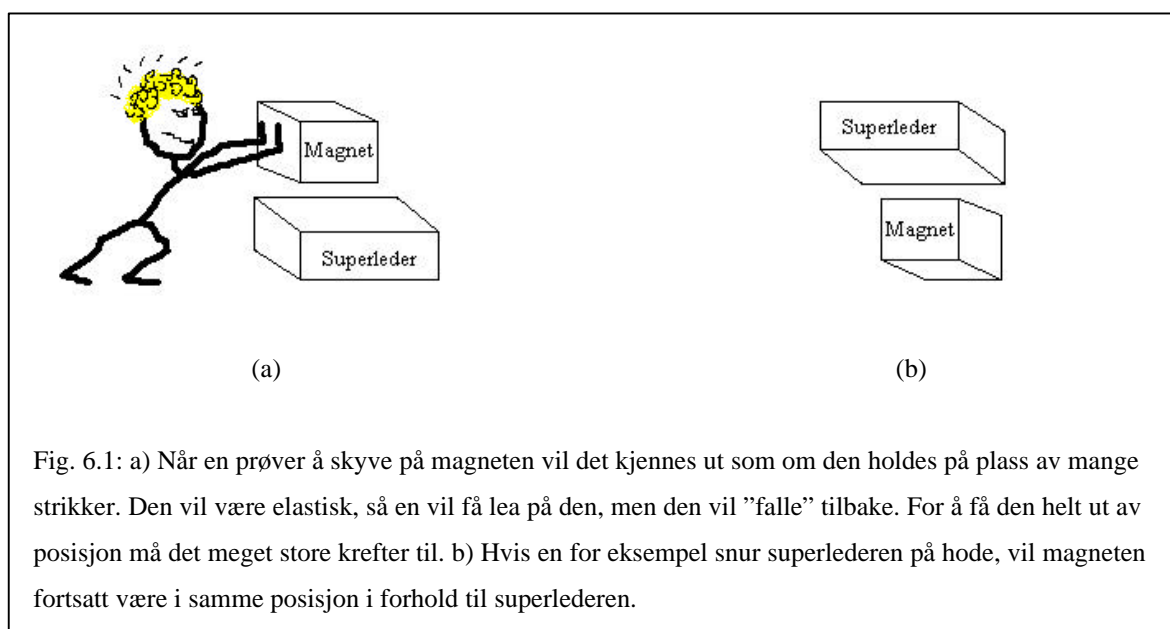 Magnet
Superleder
Superleder
Magnet
(a)
(b)
Fig. 6.1: a) Når en prøver å skyve på magneten vil det kjennes ut som om den holdes på plass av mange
strikker. Den vil være elastisk, så en vil få lea på den, men den vil ”falle” tilbake. For å få den helt ut av
posisjon må det meget store krefter til. b) Hvis en for eksempel snur superlederen på hode, vil magneten
fortsatt være i samme posisjon i forhold til superlederen.